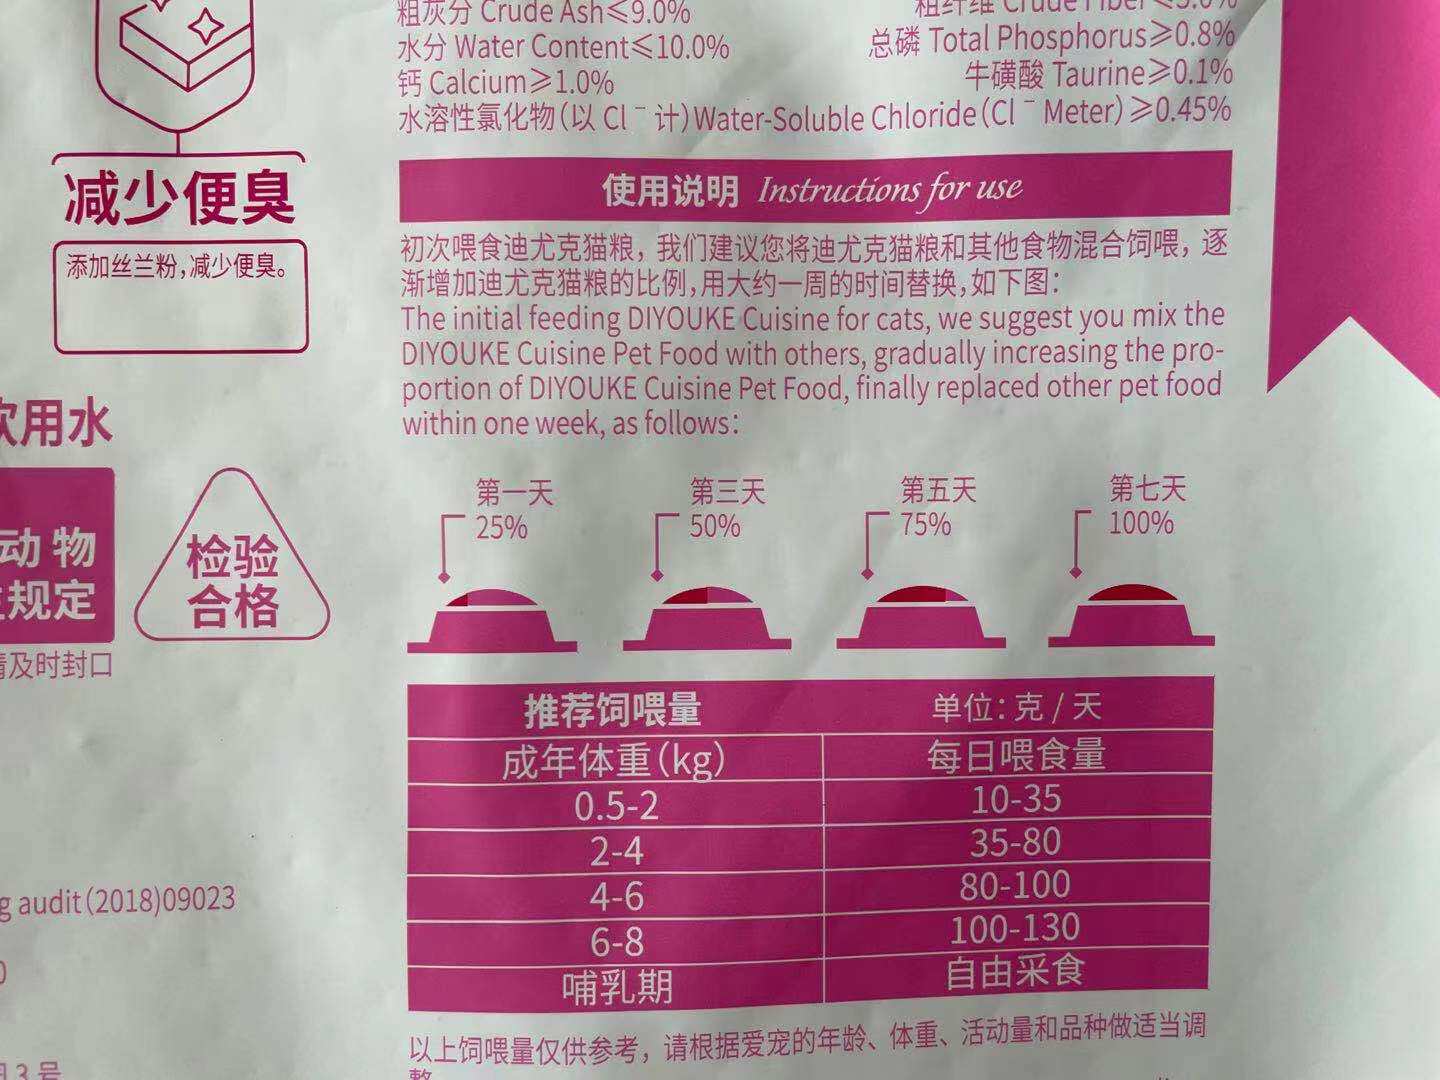 粗灰分 Crude Ash≤9.0%
粗纤维 Crude Fiber≤5.0%
水分 Water Content≤10.0%
总磷 Total Phosphorus≥0.8%
钙 Calcium≥1.0%
牛磺酸 Taurine≥0.1%
水溶性氯化物(以 Cl⁻ 计)Water-Soluble Chloride(Cl⁻ Meter)≥0.45%
减少便臭
添加丝兰粉,减少便臭。
使用说明 Instructions for use
初次喂食迪尤克猫粮，我们建议您将迪尤克猫粮和其他食物混合饲喂，逐
渐增加迪尤克猫粮的比例,用大约一周的时间替换,如下图:
The initial feeding DIYOUKE Cuisine for cats, we suggest you mix the
DIYOUKE Cuisine Pet Food with others, gradually increasing the pro-
portion of DIYOUKE Cuisine Pet Food, finally replaced other pet food
within one week, as follows:
饮用水
动物
规定
检验
合格
请及时封口
第一天
25%
第三天
50%
第五天
75%
第七天
100%
推荐饲喂量 单位: 克 / 天
成年体重(kg) 每日喂食量
0.5-2 10-35
2-4 35-80
4-6 80-100
6-8 100-130
哺乳期 自由采食
g audit(2018)09023
0
3号
以上饲喂量仅供参考，请根据爱宠的年龄、体重、活动量和品种做适当调
整